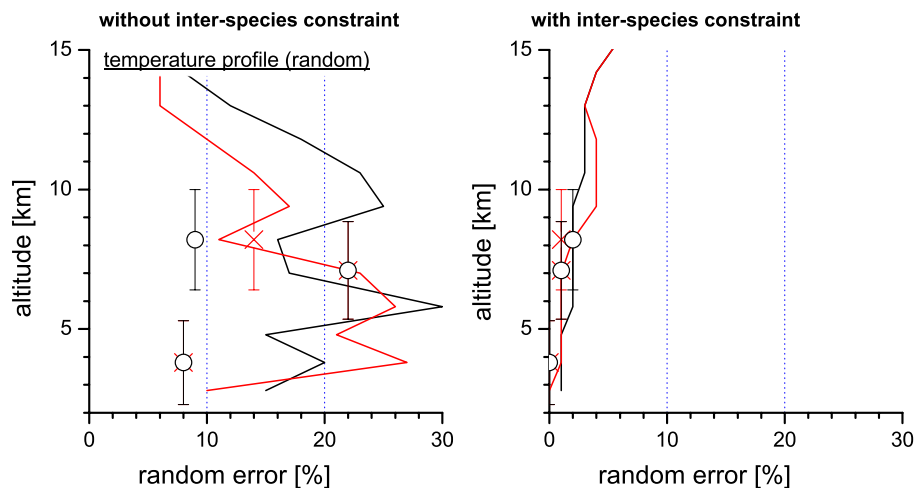 without inter-species constraint
with inter-species constraint
temperature profile (random)
15
10
5
altitude [km]
0
10
20
30
random error [%]
15
10
5
altitude [km]
0
10
20
30
random error [%]